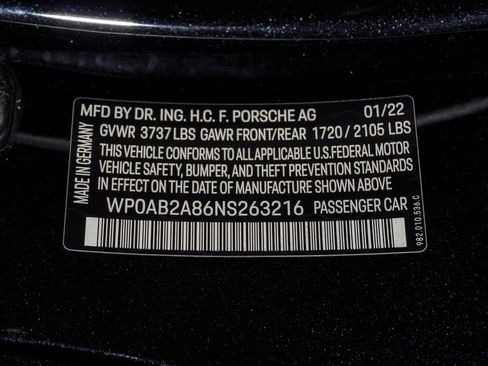 MFD BY DR. ING. H.C. F. PORSCHE AG 01/22
GVWR 3737 LBS GAWR FRONT/REAR 1720 / 2105 LBS
THIS VEHICLE CONFORMS TO ALL APPLICABLE U.S.FEDERAL MOTOR
VEHICLE SAFETY, BUMPER, AND THEFT PREVENTION STANDARDS
IN EFFECT ON THE DATE OF MANUFACTURE SHOWN ABOVE.
WP0AB2A86NS263216 PASSENGER CAR
MADE IN GERMANY
982.010.536.C